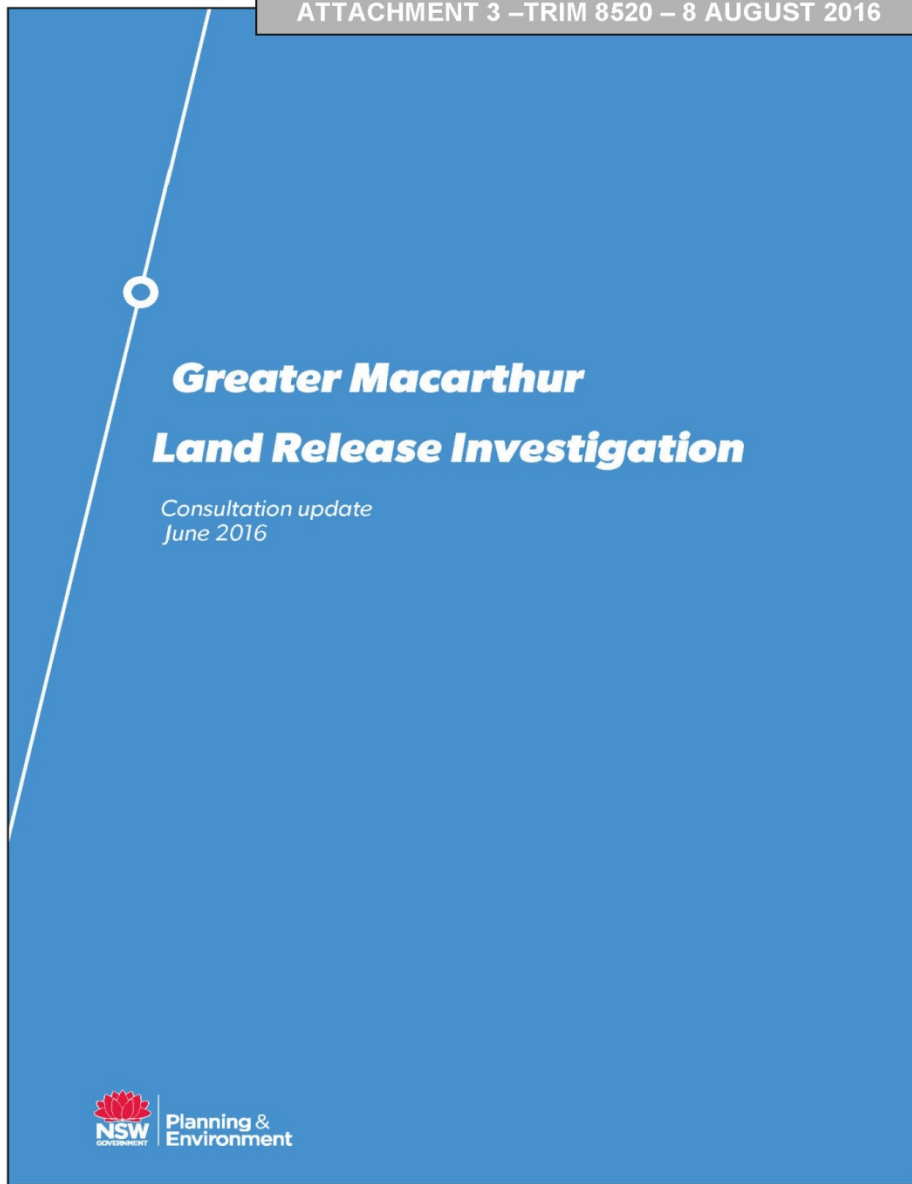 ATTACHMENT 3 –TRIM 8520 – 8 AUGUST 2016
Greater Macarthur
Land Release Investigation
Consultation update
June 2016
NSW
GOVERNMENT
Planning &
Environment